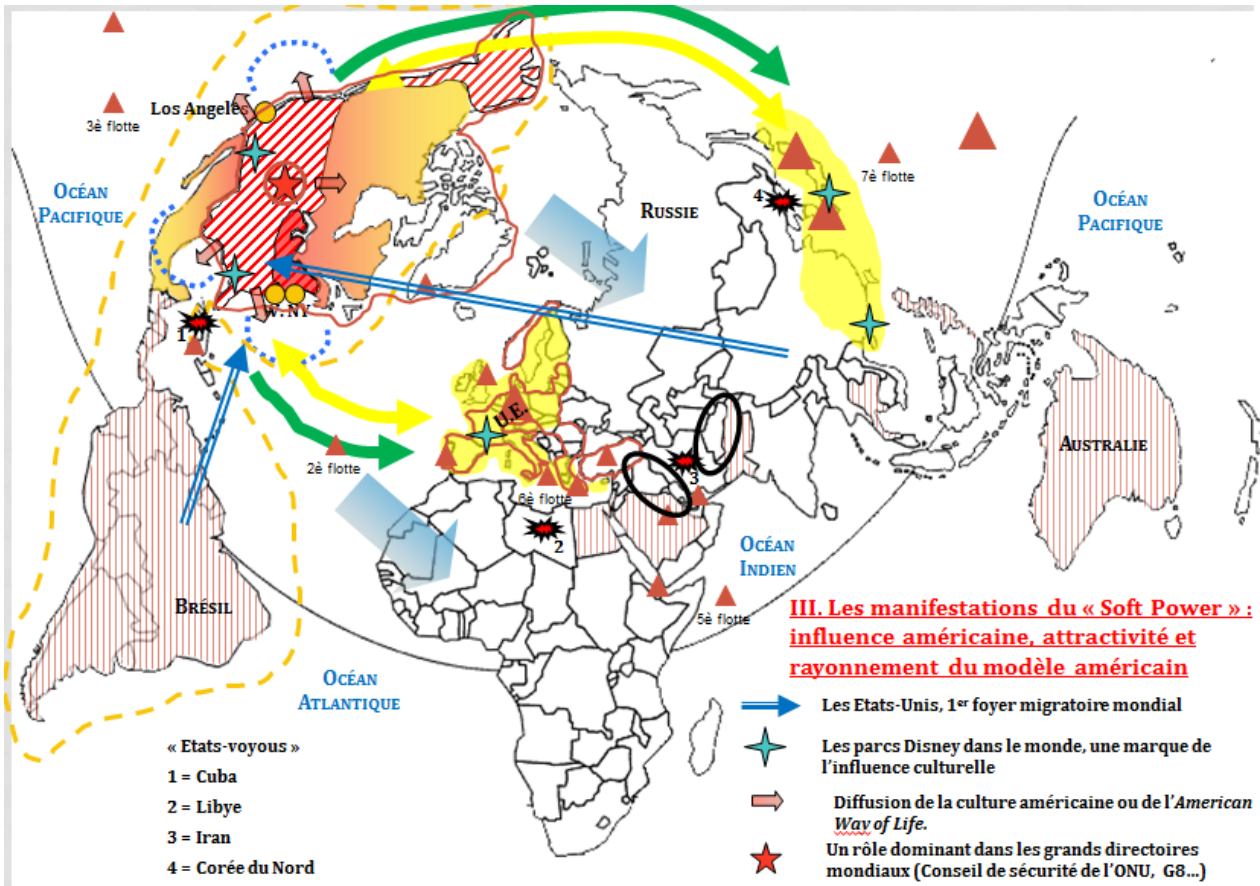 Los Angeles
3è flotte
OCÉAN
PACIFIQUE
RUSSIE
4
7è flotte
OCÉAN
PACIFIQUE
NY
1
U.E.
2è flotte
6è flotte
3
2
AUSTRALIE
OCÉAN
INDIEN
5è flotte
BRÉSIL
OCÉAN
ATLANTIQUE
« Etats-voyous »
1 = Cuba
2 = Libye
3 = Iran
4 = Corée du Nord
III. Les manifestations du « Soft Power » :
influence américaine, attractivité et
rayonnement du modèle américain
Les Etats-Unis, 1er foyer migratoire mondial
Les parcs Disney dans le monde, une marque de
l'influence culturelle
Diffusion de la culture américaine ou de l'American
Way of Life.
Un rôle dominant dans les grands directoires
mondiaux (Conseil de sécurité de l'ONU, G8...)